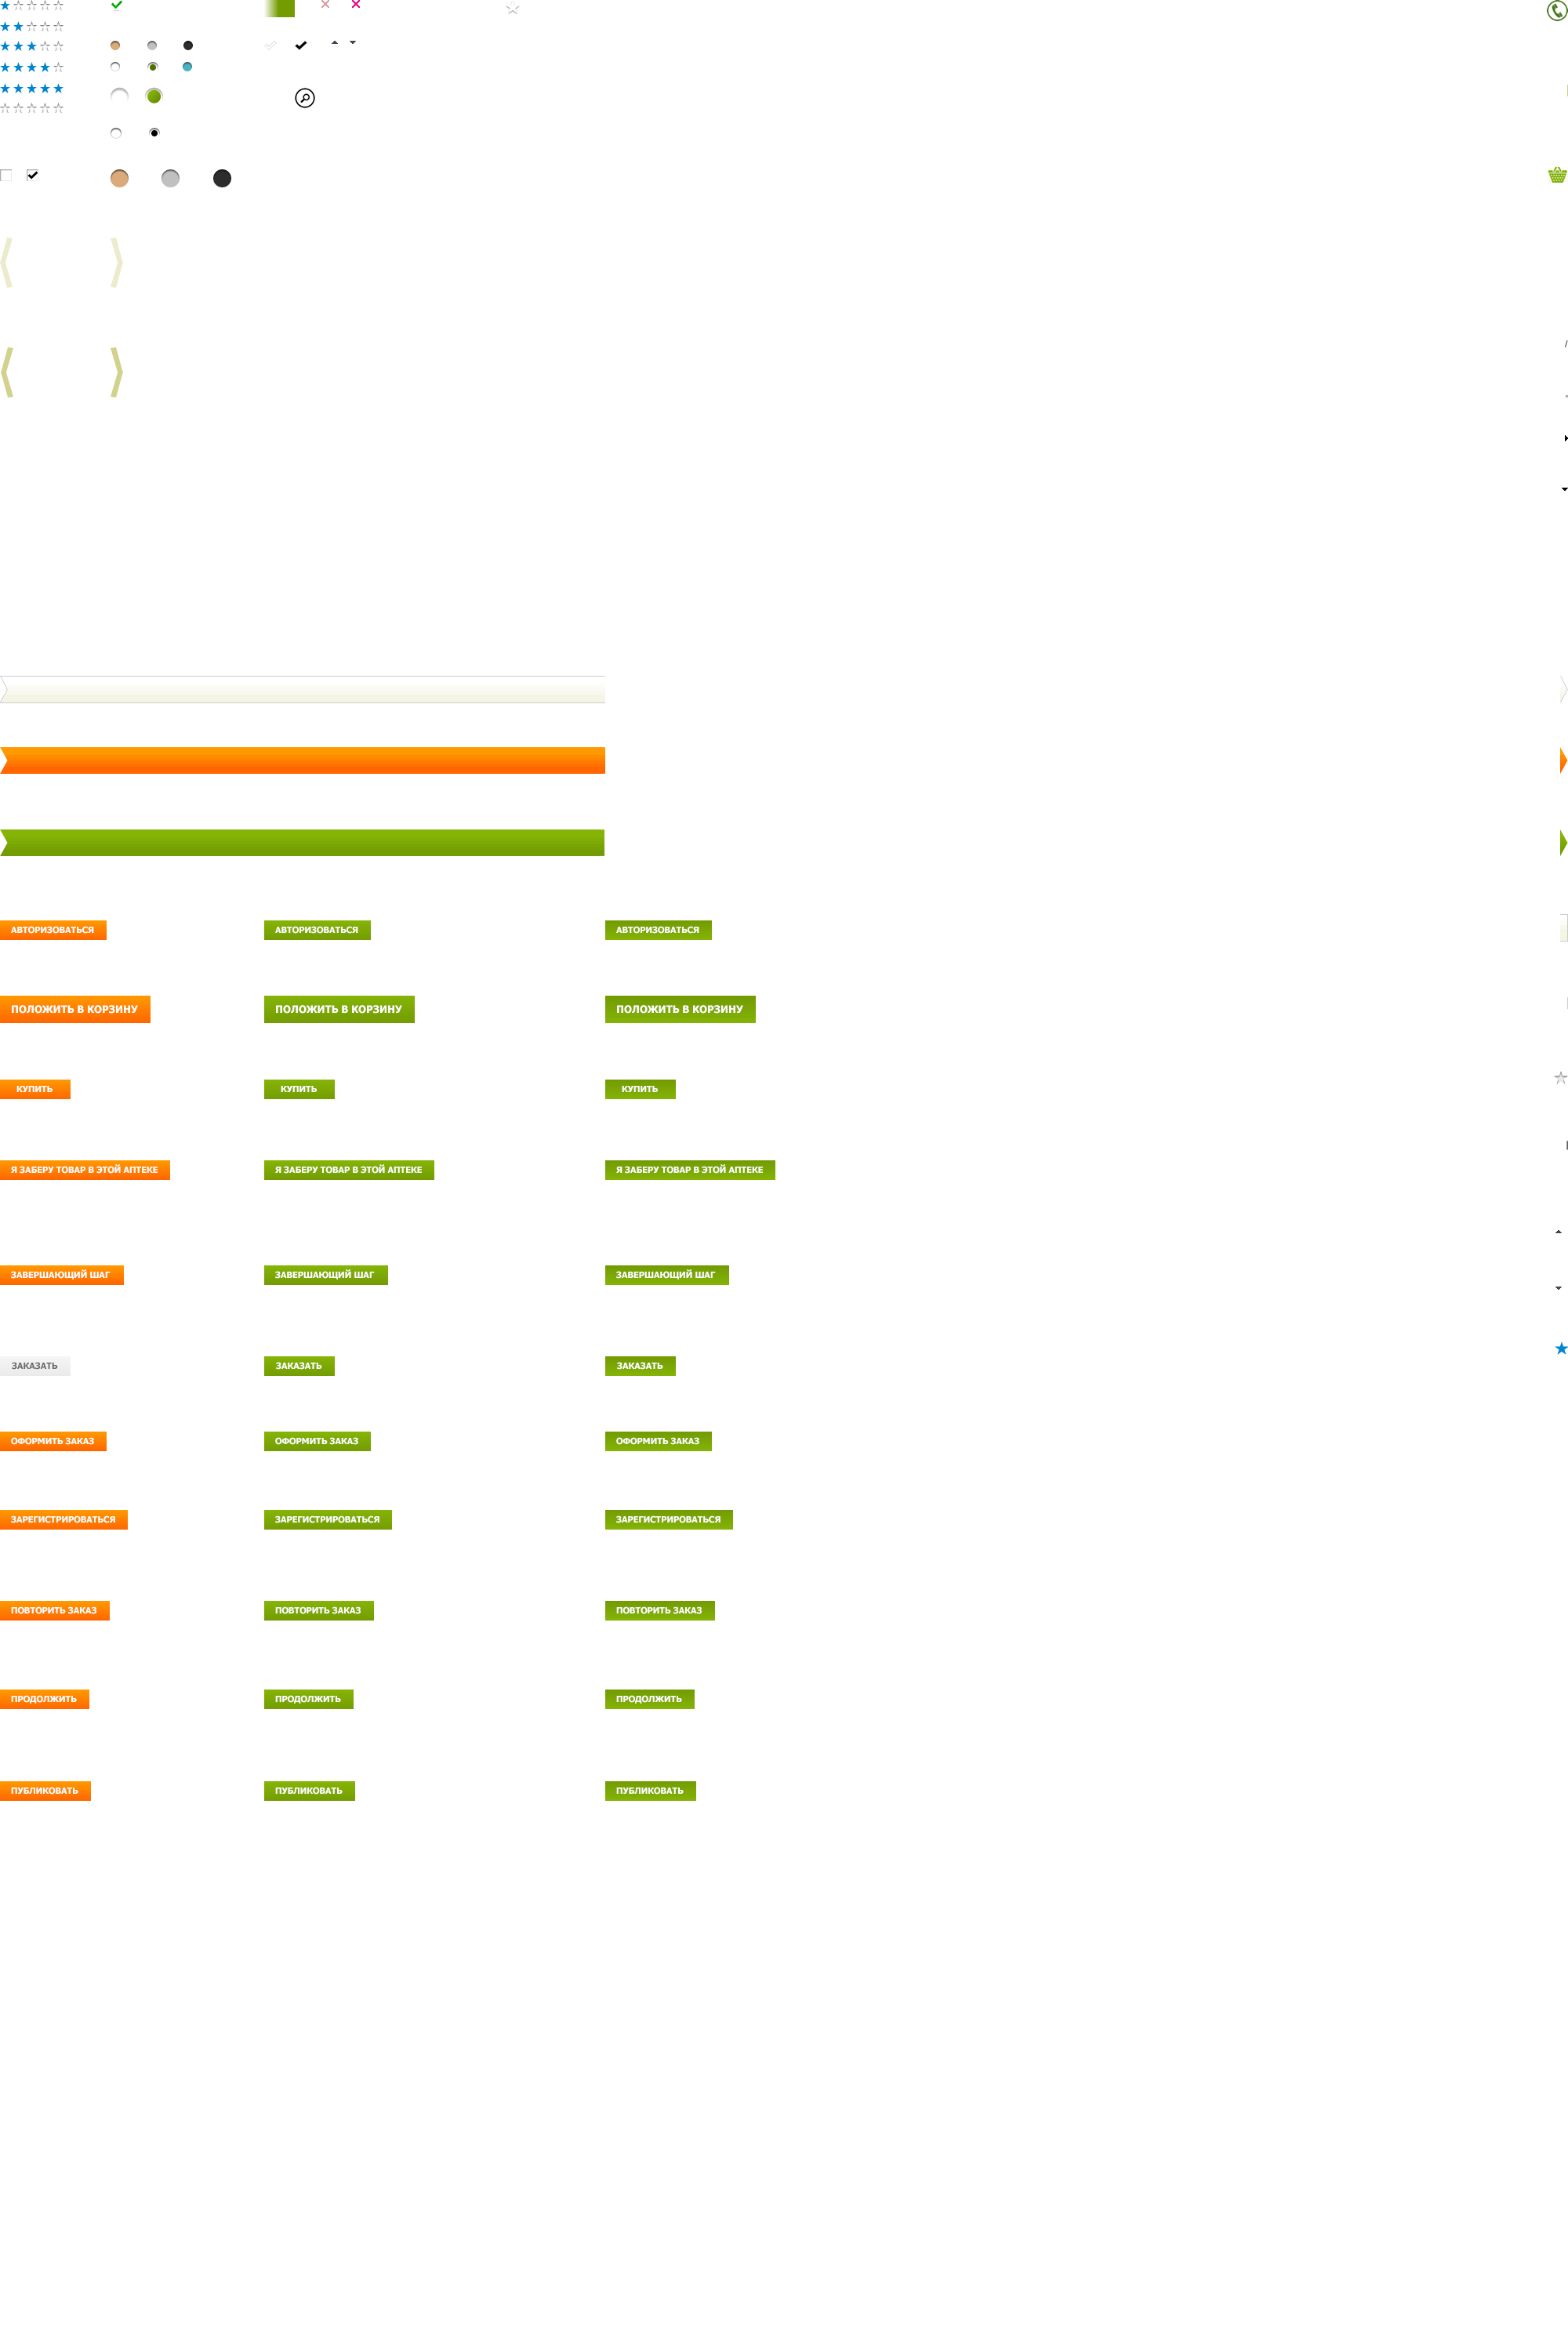 АВТОРИЗОВАТЬСЯ АВТОРИЗОВАТЬСЯ АВТОРИЗОВАТЬСЯ
ПОЛОЖИТЬ В КОРЗИНУ ПОЛОЖИТЬ В КОРЗИНУ ПОЛОЖИТЬ В КОРЗИНУ
КУПИТЬ КУПИТЬ КУПИТЬ
Я ЗАБЕРУ ТОВАР В ЭТОЙ АПТЕКЕ Я ЗАБЕРУ ТОВАР В ЭТОЙ АПТЕКЕ Я ЗАБЕРУ ТОВАР В ЭТОЙ АПТЕКЕ
ЗАВЕРШАЮЩИЙ ШАГ ЗАВЕРШАЮЩИЙ ШАГ ЗАВЕРШАЮЩИЙ ШАГ
ЗАКАЗАТЬ ЗАКАЗАТЬ ЗАКАЗАТЬ
ОФОРМИТЬ ЗАКАЗ ОФОРМИТЬ ЗАКАЗ ОФОРМИТЬ ЗАКАЗ
ЗАРЕГИСТРИРОВАТЬСЯ ЗАРЕГИСТРИРОВАТЬСЯ ЗАРЕГИСТРИРОВАТЬСЯ
ПОВТОРИТЬ ЗАКАЗ ПОВТОРИТЬ ЗАКАЗ ПОВТОРИТЬ ЗАКАЗ
ПРОДОЛЖИТЬ ПРОДОЛЖИТЬ ПРОДОЛЖИТЬ
ПУБЛИКОВАТЬ ПУБЛИКОВАТЬ ПУБЛИКОВАТЬ